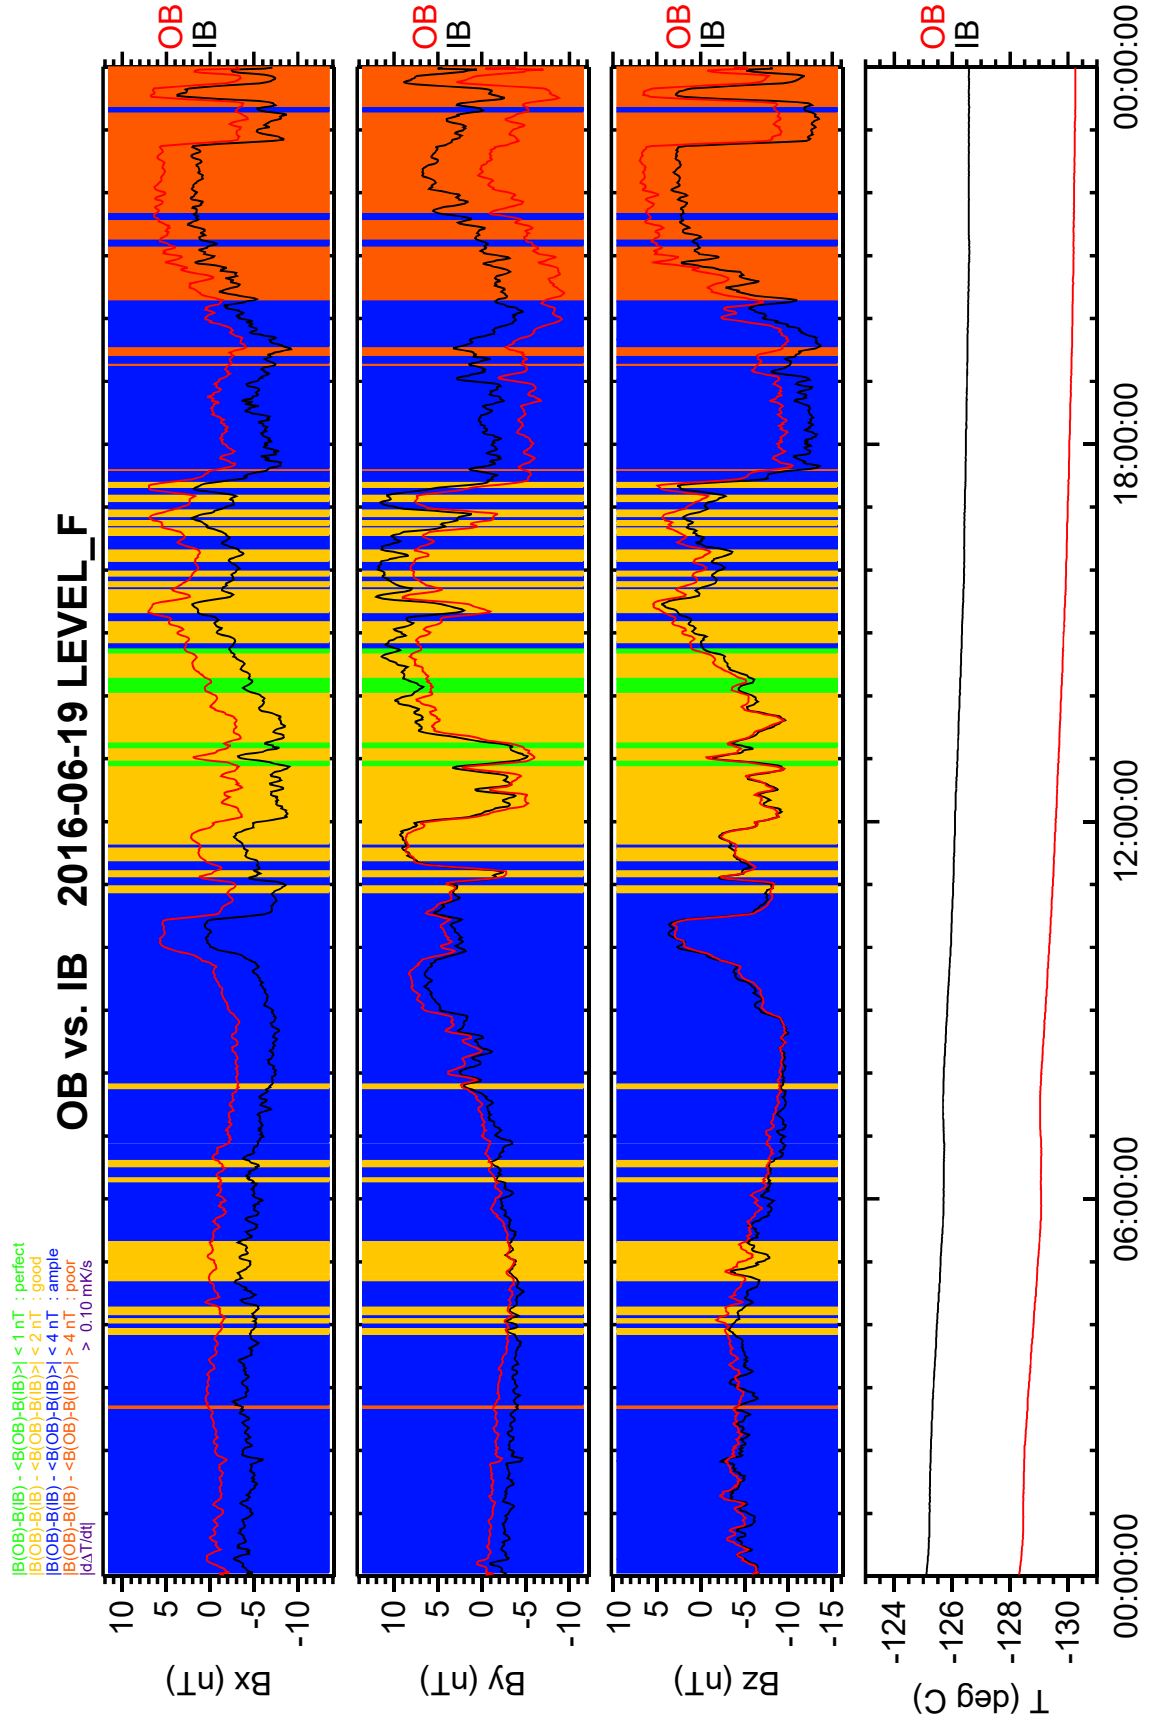 OB vs. IB 2016-06-19 LEVEL_F
|B(OB)-B(IB) - <B(OB)-B(IB)>| < 1 nT : perfect
|B(OB)-B(IB) - <B(OB)-B(IB)>| < 2 nT : good
|B(OB)-B(IB) - <B(OB)-B(IB)>| < 4 nT : ample
|B(OB)-B(IB) - <B(OB)-B(IB)>| > 4 nT : poor
|dΔT/dt| > 0.10 mK/s
Bx (nT)
10
5
0
-5
-10
OB
IB
By (nT)
10
5
0
-5
-10
OB
IB
Bz (nT)
10
5
0
-5
-10
-15
OB
IB
T (deg C)
-124
-126
-128
-130
OB
IB
00:00:00
06:00:00
12:00:00
18:00:00
00:00:00